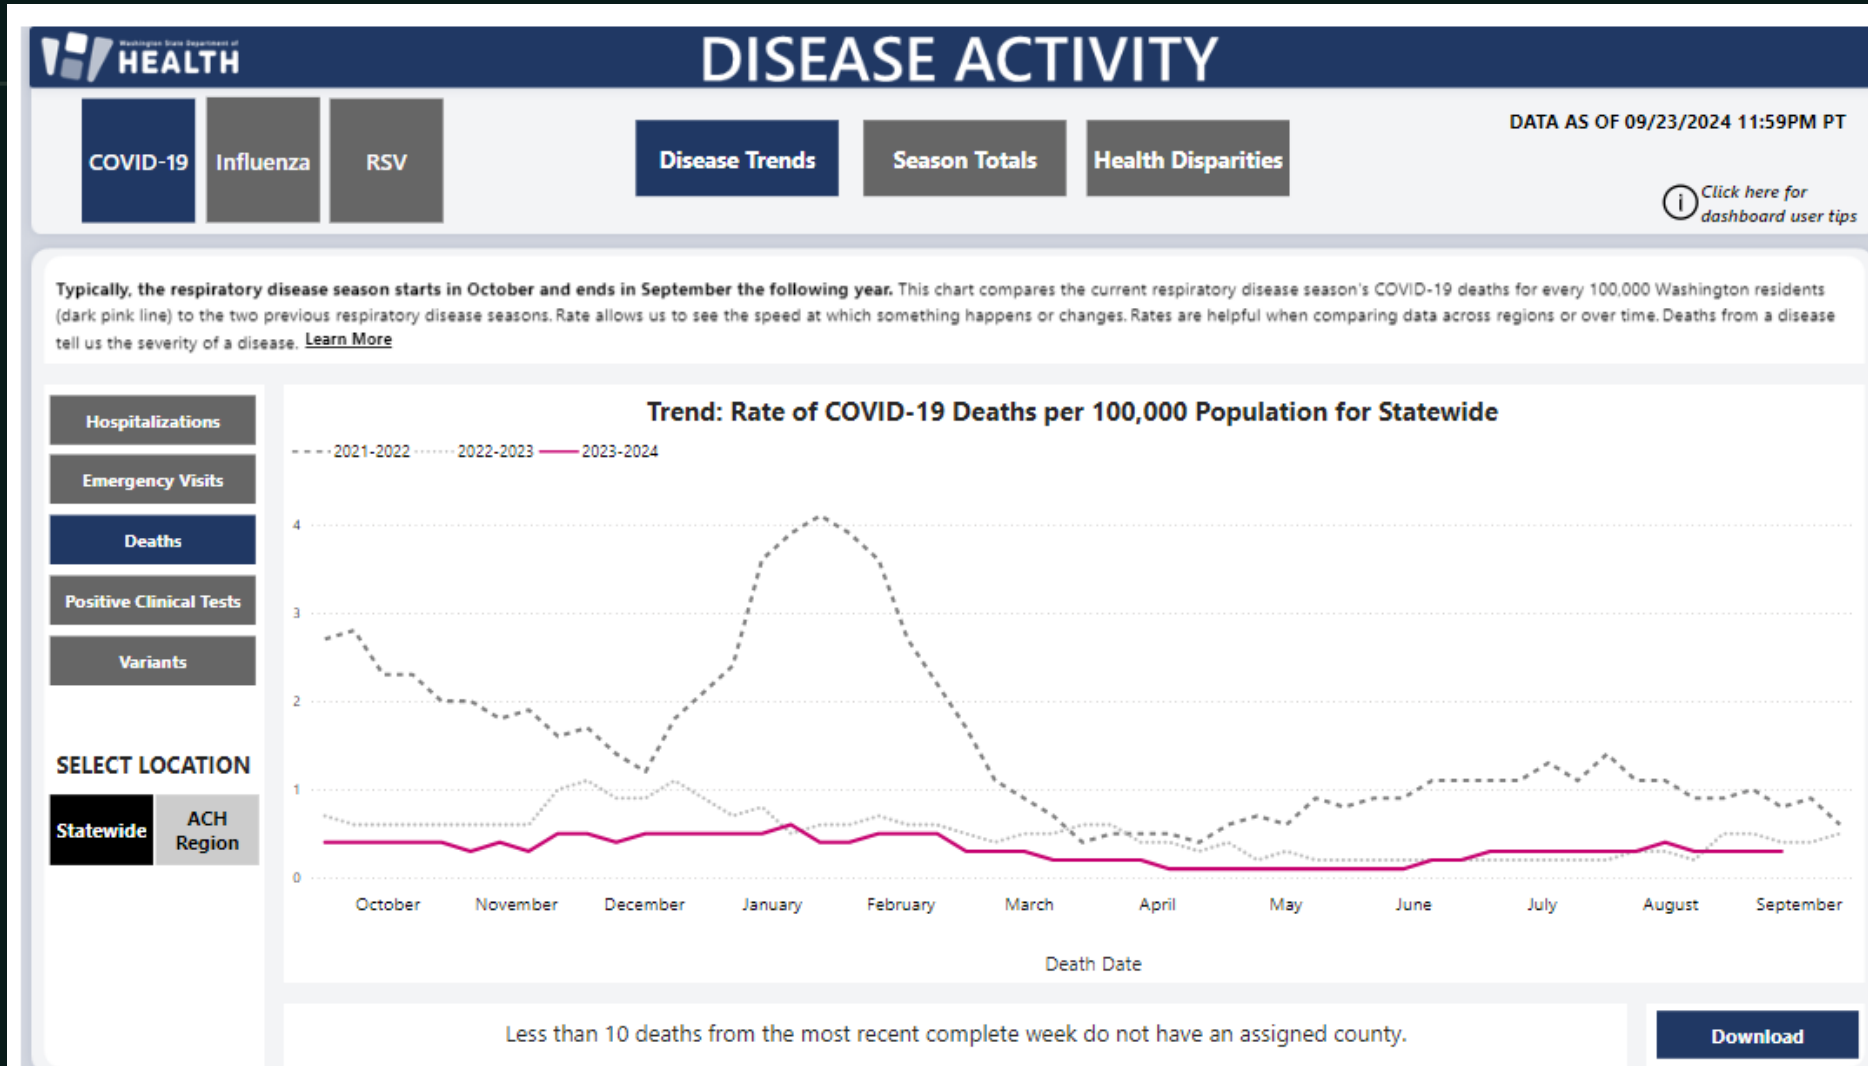 Washington State Department of
HEALTH
DISEASE ACTIVITY
COVID-19
Influenza
RSV
Disease Trends
Season Totals
Health Disparities
DATA AS OF 09/23/2024 11:59PM PT
i
Click here for
dashboard user tips
Typically, the respiratory disease season starts in October and ends in September the following year. This chart compares the current respiratory disease season's COVID-19 deaths for every 100,000 Washington residents
(dark pink line) to the two previous respiratory disease seasons. Rate allows us to see the speed at which something happens or changes. Rates are helpful when comparing data across regions or over time. Deaths from a disease
tell us the severity of a disease. Learn More
Hospitalizations
Emergency Visits
Deaths
Positive Clinical Tests
Variants
SELECT LOCATION
Statewide
ACH
Region
Trend: Rate of COVID-19 Deaths per 100,000 Population for Statewide
2021-2022 2022-2023 2023-2024
4
3
2
1
0
October November December January February March April May June July August September
Death Date
Less than 10 deaths from the most recent complete week do not have an assigned county.
Download